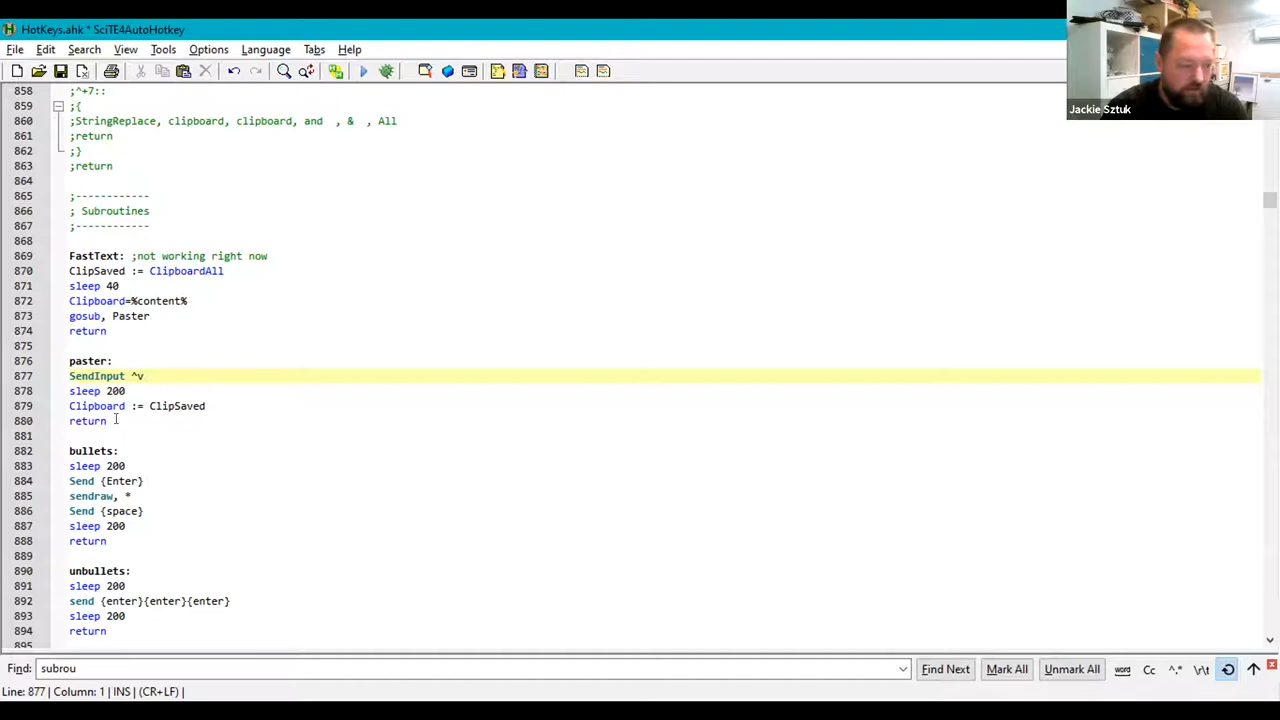 HotKeys.ahk * SciTE4AutoHotkey
File Edit Search View Tools Options Language Tabs Help
Jackie Sztuk
858 ;^+7::
859 ;{
860 ;StringReplace, clipboard, clipboard, and , & , All
861 ;return
862 ;}
863 ;return
864
865 ;------------
866 ; Subroutines
867 ;------------
868
869 FastText: ;not working right now
870 ClipSaved := ClipboardAll
871 sleep 40
872 Clipboard=%content%
873 gosub, Paster
874 return
875
876 paster:
877 SendInput ^v
878 sleep 200
879 Clipboard := ClipSaved
880 return
881
882 bullets:
883 sleep 200
884 Send {Enter}
885 sendraw, *
886 Send {space}
887 sleep 200
888 return
889
890 unbullets:
891 sleep 200
892 send {enter}{enter}{enter}
893 sleep 200
894 return
895
Find: subrou Find Next Mark All Unmark All word Cc ^.* \r\t
Line: 877 | Column: 1 | INS | (CR+LF) |